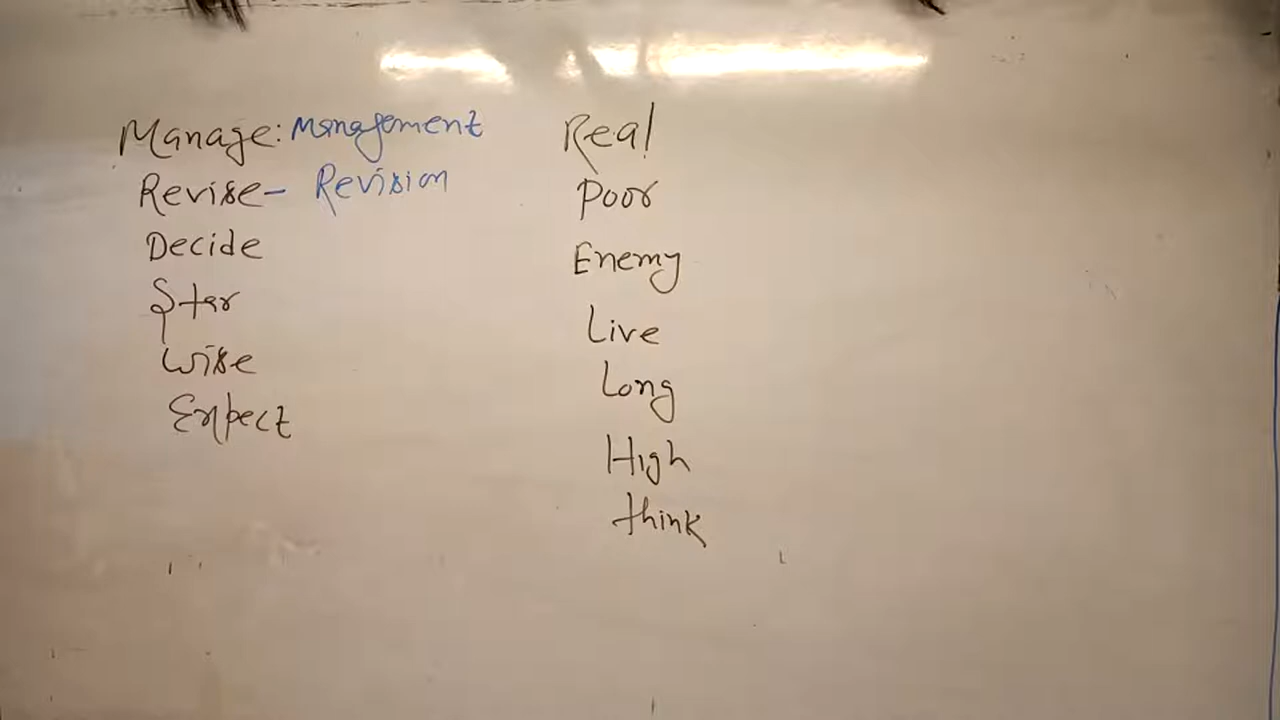 Manage: Management
Revise - Revision
Decide
Star
Wise
Expect
Real
Poor
Enemy
Live
Long
High
think